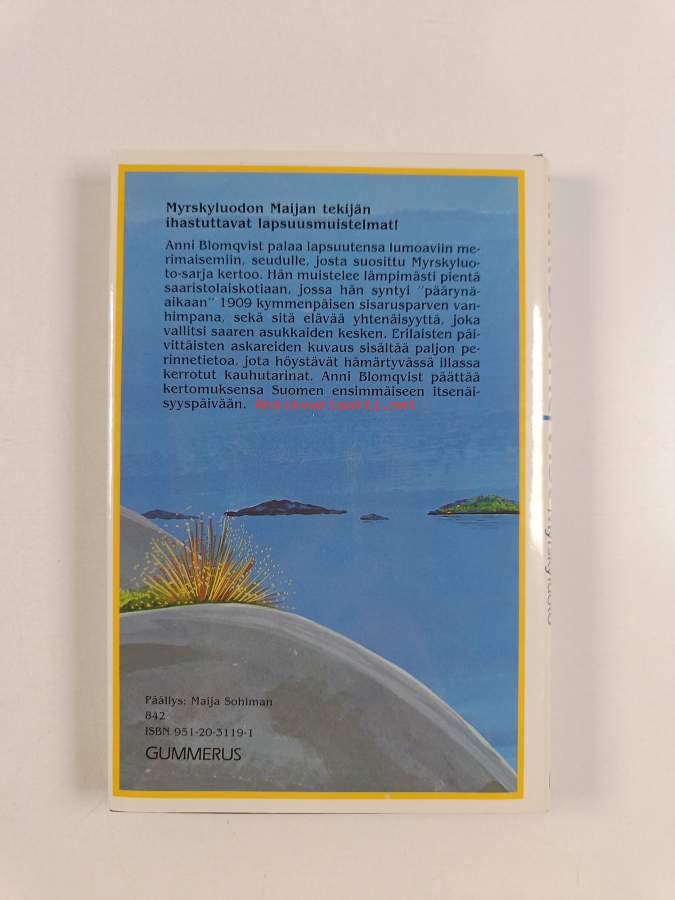 Myrskyluodon Maijan tekijän
ihastuttavat lapsuusmuistelmat!
Anni Blomqvist palaa lapsuutensa lumoaviin me-
rimaisemiin, seudulle, josta suosittu Myrskyluo-
to-sarja kertoo. Hän muistelee lämpimästi pientä
saaristolaiskotiaan, jossa hän syntyi "päärynä-
aikaan" 1909 kymmenpäisen sisarusparven van-
himpana, sekä sitä elävää yhtenäisyyttä, joka
vallitsi saaren asukkaiden kesken. Erilaisten päi-
vittäisten askareiden kuvaus sisältää paljon pe-
rinnetietoa, jota höystävät hämärtyvässä illassa
kerrotut kauhutarinat. Anni Blomqvist päättää
kertomuksensa Suomen ensimmäiseen itsenäi-
syyspäivään. Antikvariaatti.net
Päällys: Maija Sohlman
842
ISBN 951-20-3119-1
GUMMERUS